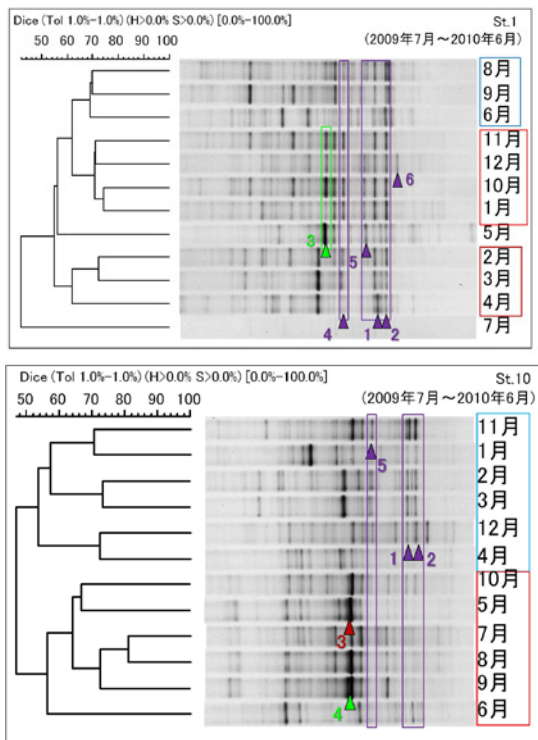 Dice (Tol 1.0%-1.0%) (H>0.0% S>0.0%) [0.0%-100.0%]
St.1
(2009年7月~2010年6月)
50 60 70 80 90 100
8月
9月
6月
11月
12月
6
10月
1月
5月
3
5
2月
3月
4月
4 1 2
7月
Dice (Tol 1.0%-1.0%) (H>0.0% S>0.0%) [0.0%-100.0%]
St.10
(2009年7月~2010年6月)
50 60 70 80 90 100
11月
1月
5
2月
3月
12月
1 2
4月
10月
5月
3
7月
8月
9月
4
6月